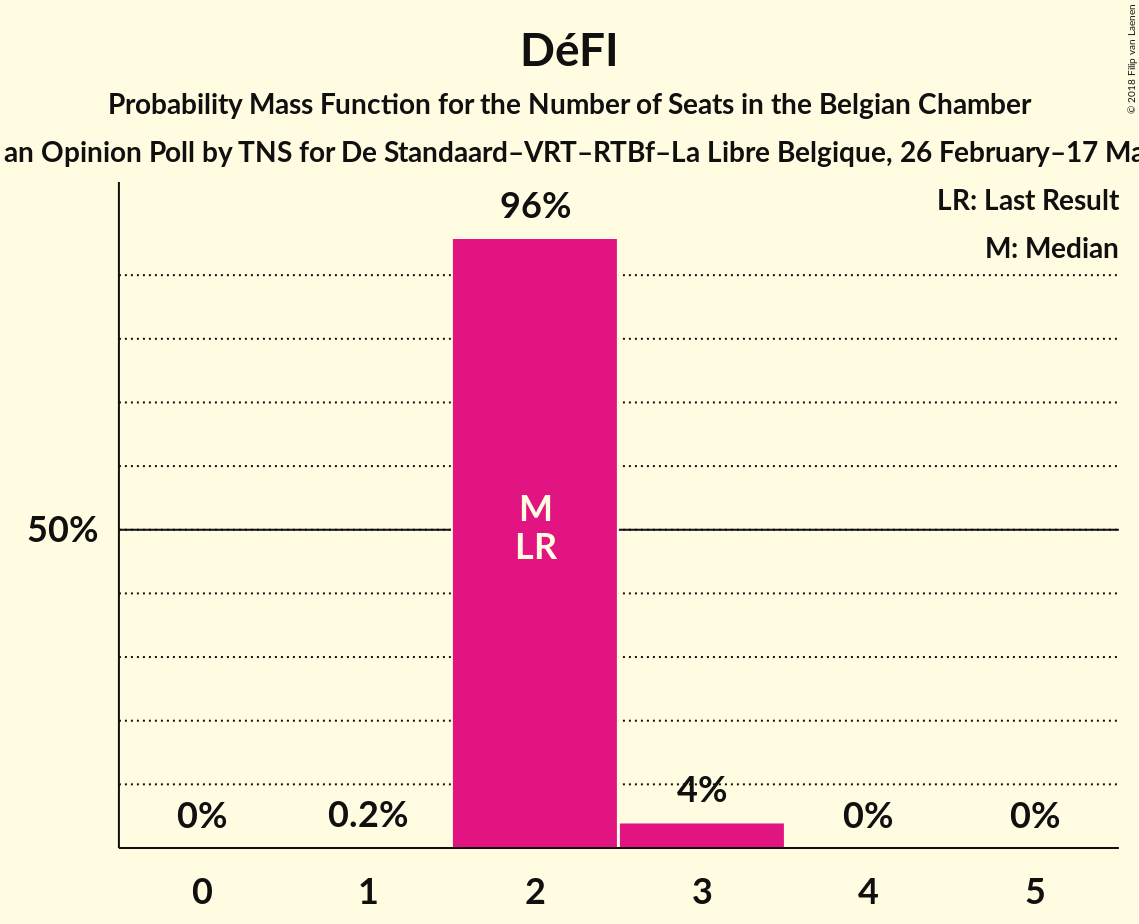 DéFI
Probability Mass Function for the Number of Seats in the Belgian Chamber
an Opinion Poll by TNS for De Standaard–VRT–RTBf–La Libre Belgique, 26 February–17
LR: Last Result
M: Median
© 2018 Filip van Laenen
96%
M
LR
50%
0%
0.2%
4%
0%
0%
0
1
2
3
4
5